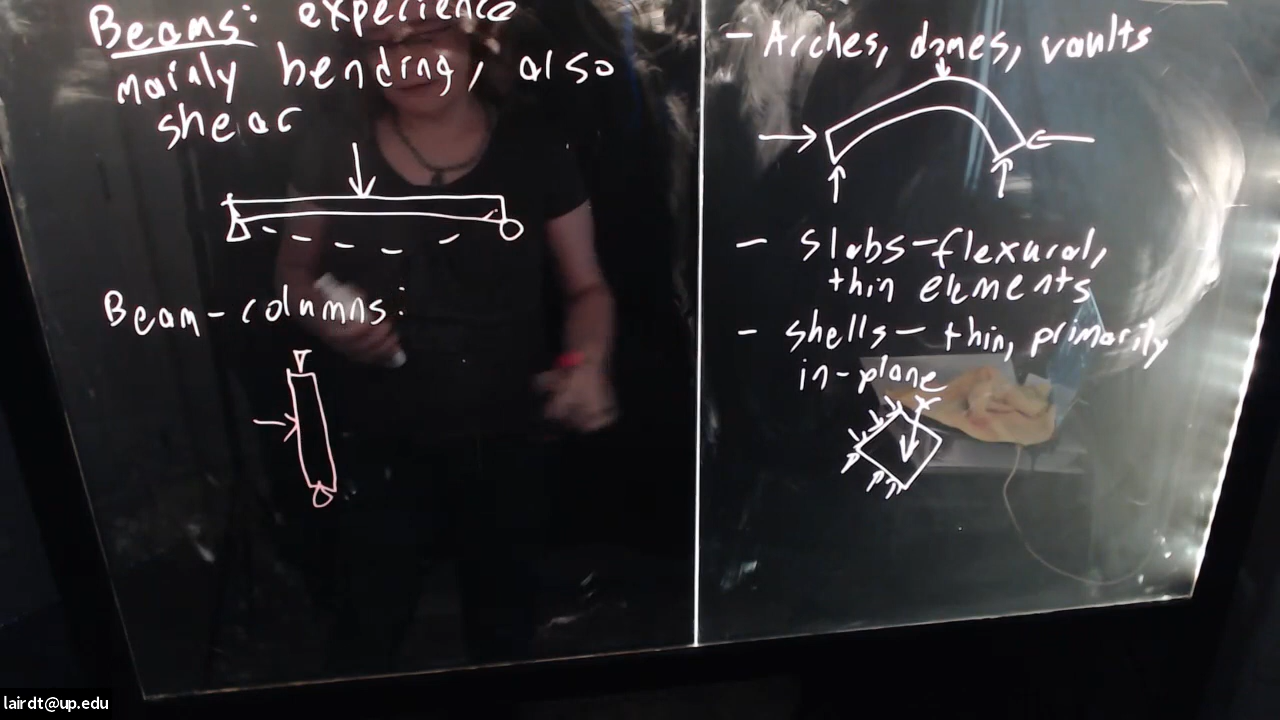 Beams: experience
mainly bending, also
shear
Beam-columns:
- Arches, domes, vaults
- slabs-flexural,
thin elements
- shells- thin, primarily
in-plane
lairdt@up.edu